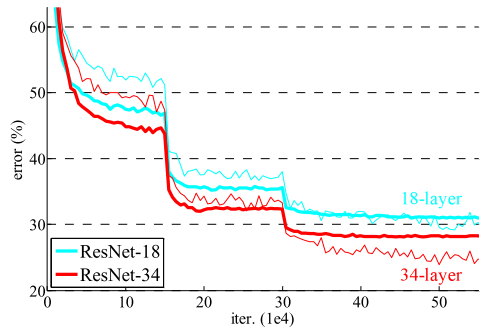 60
50
40
30
20
error (%)
18-layer
34-layer
ResNet-18
ResNet-34
0 10 20 30 40 50
iter. (1e4)